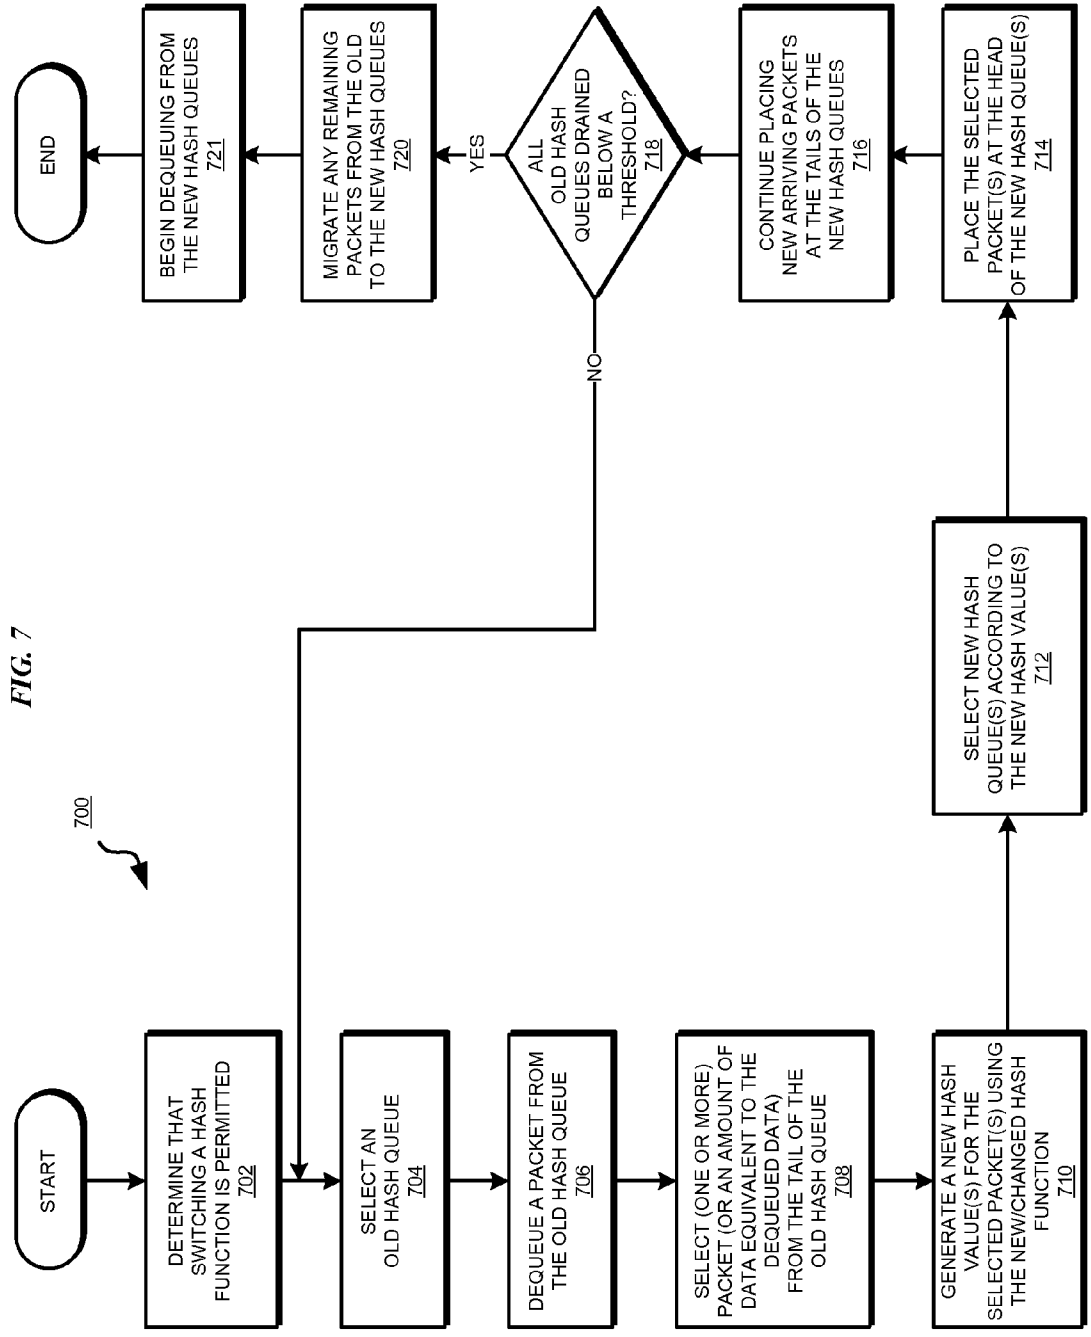 FIG. 7
700
START
DETERMINE THAT
SWITCHING A HASH
FUNCTION IS PERMITTED
702
SELECT AN
OLD HASH QUEUE
704
DEQUEUE A PACKET FROM
THE OLD HASH QUEUE
706
SELECT (ONE OR MORE)
PACKET (OR AN AMOUNT OF
DATA EQUIVALENT TO THE
DEQUEUED DATA)
FROM THE TAIL OF THE
OLD HASH QUEUE
708
GENERATE A NEW HASH
VALUE(S) FOR THE
SELECTED PACKET(S) USING
THE NEW/CHANGED HASH
FUNCTION
710
SELECT NEW HASH
QUEUE(S) ACCORDING TO
THE NEW HASH VALUE(S)
712
PLACE THE SELECTED
PACKET(S) AT THE HEAD
OF THE NEW HASH QUEUE(S)
714
CONTINUE PLACING
NEW ARRIVING PACKETS
AT THE TAILS OF THE
NEW HASH QUEUES
716
ALL
OLD HASH
QUEUES DRAINED
BELOW A
THRESHOLD?
718
NO
YES
MIGRATE ANY REMAINING
PACKETS FROM THE OLD
TO THE NEW HASH QUEUES
720
BEGIN DEQUEUING FROM
THE NEW HASH QUEUES
721
END